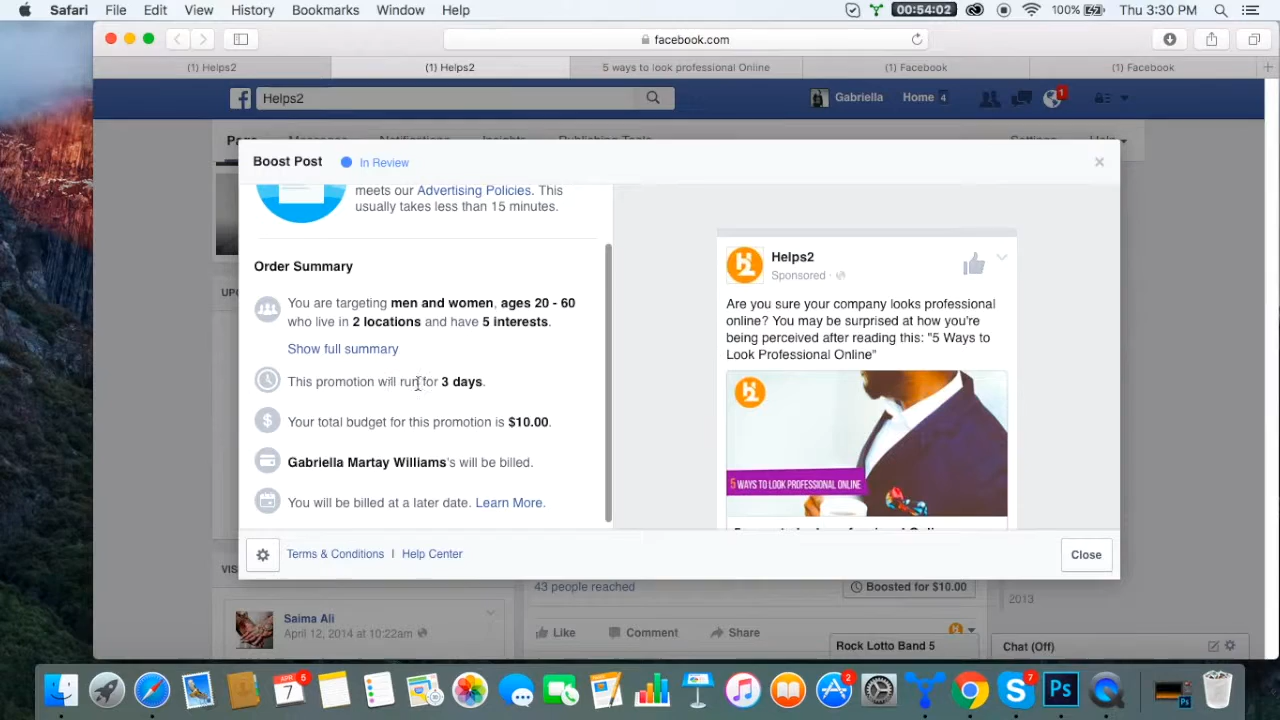 Safari File Edit View History Bookmarks Window Help 00:54:02 100% Thu 3:30 PM
facebook.com
(1) Helps2 (1) Helps2 5 ways to look professional Online (1) Facebook (1) Facebook
Helps2 Gabriella Home 4 1
Boost Post In Review
meets our Advertising Policies. This
usually takes less than 15 minutes.
Order Summary
You are targeting men and women, ages 20 - 60
who live in 2 locations and have 5 interests.
Show full summary
This promotion will run for 3 days.
Your total budget for this promotion is $10.00.
Gabriella Martay Williams's will be billed.
You will be billed at a later date. Learn More.
Helps2
Sponsored
Are you sure your company looks professional
online? You may be surprised at how you're
being perceived after reading this: "5 Ways to
Look Professional Online"
5 WAYS TO LOOK PROFESSIONAL ONLINE
Terms & Conditions | Help Center Close
43 people reached Boosted for $10.00
2013
Saima Ali
April 12, 2014 at 10:22am
Like Comment Share
Rock Lotto Band 5 Chat (Off)
APR 6
7 2 7
Ps